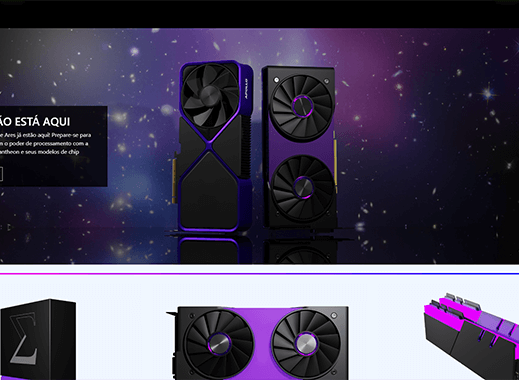 ÃO ESTÁ AQUI
e Ares já estão aqui! Prepare-se para
o poder de processamento com a
antheon e seus modelos de chip
APOLLO
Σ